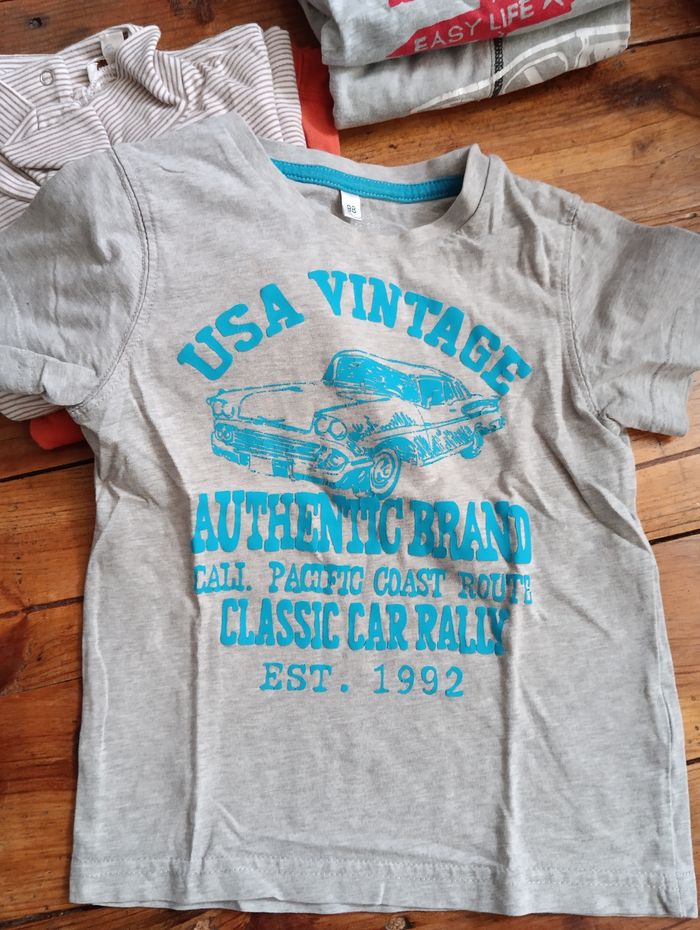 EASY LIFE
98
USA VINTAGE
AUTHENTIC BRAND
CALI. PACIFIC COAST ROUTE
CLASSIC CAR RALLY
EST. 1992